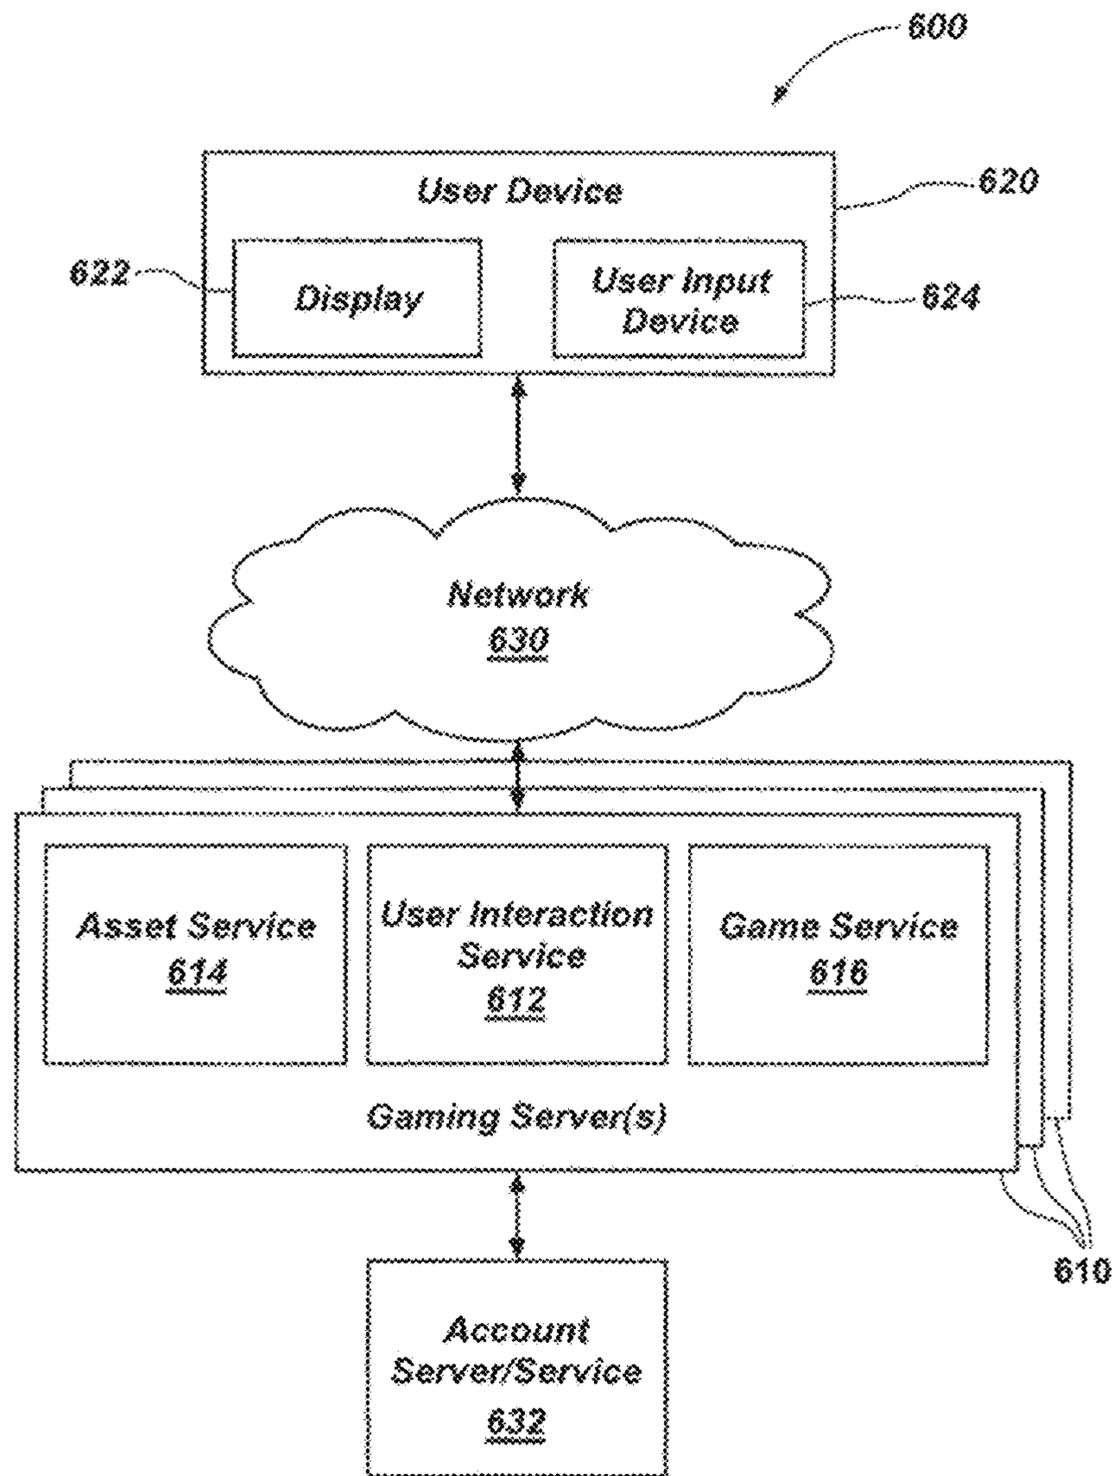 600
User Device
620
622
Display
User Input
Device
624
Network
630
Asset Service
614
User Interaction
Service
612
Game Service
616
Gaming Server(s)
610
Account
Server/Service
632